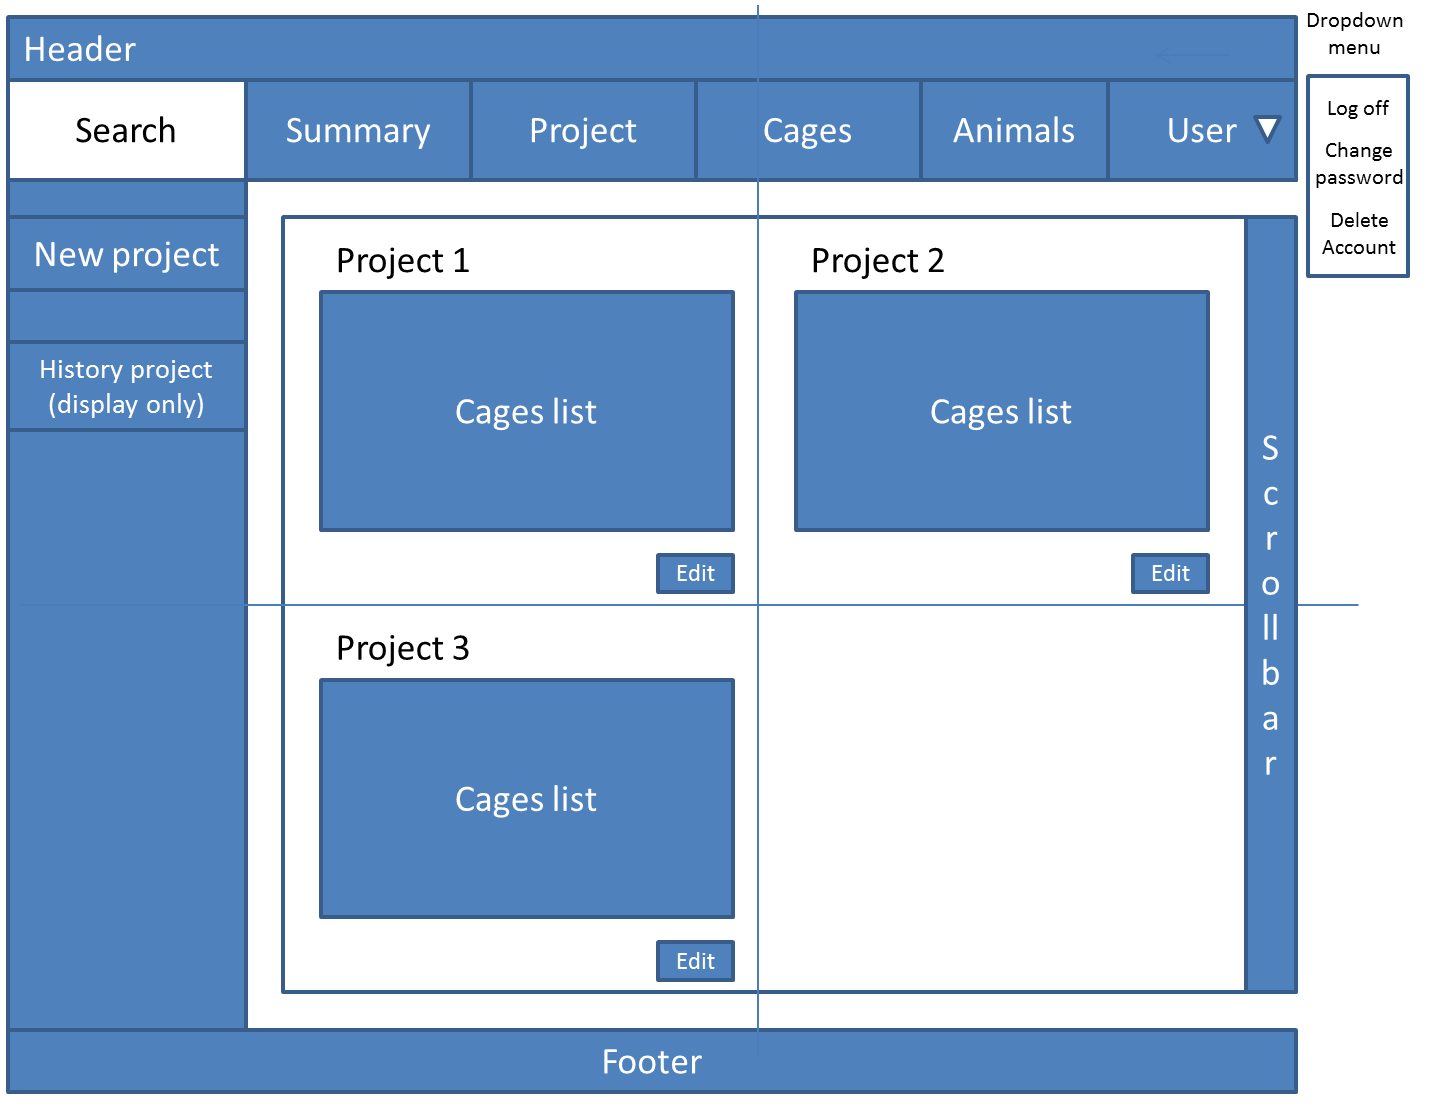 Dropdown
menu
Header
Search
Summary
Project
Cages
Animals
User
Log off
Change
password
Delete
Account
New project
History project
(display only)
Project 1
Cages list
Edit
Project 2
Cages list
Edit
Project 3
Cages list
Edit
S
c
r
o
ll
b
a
r
Footer